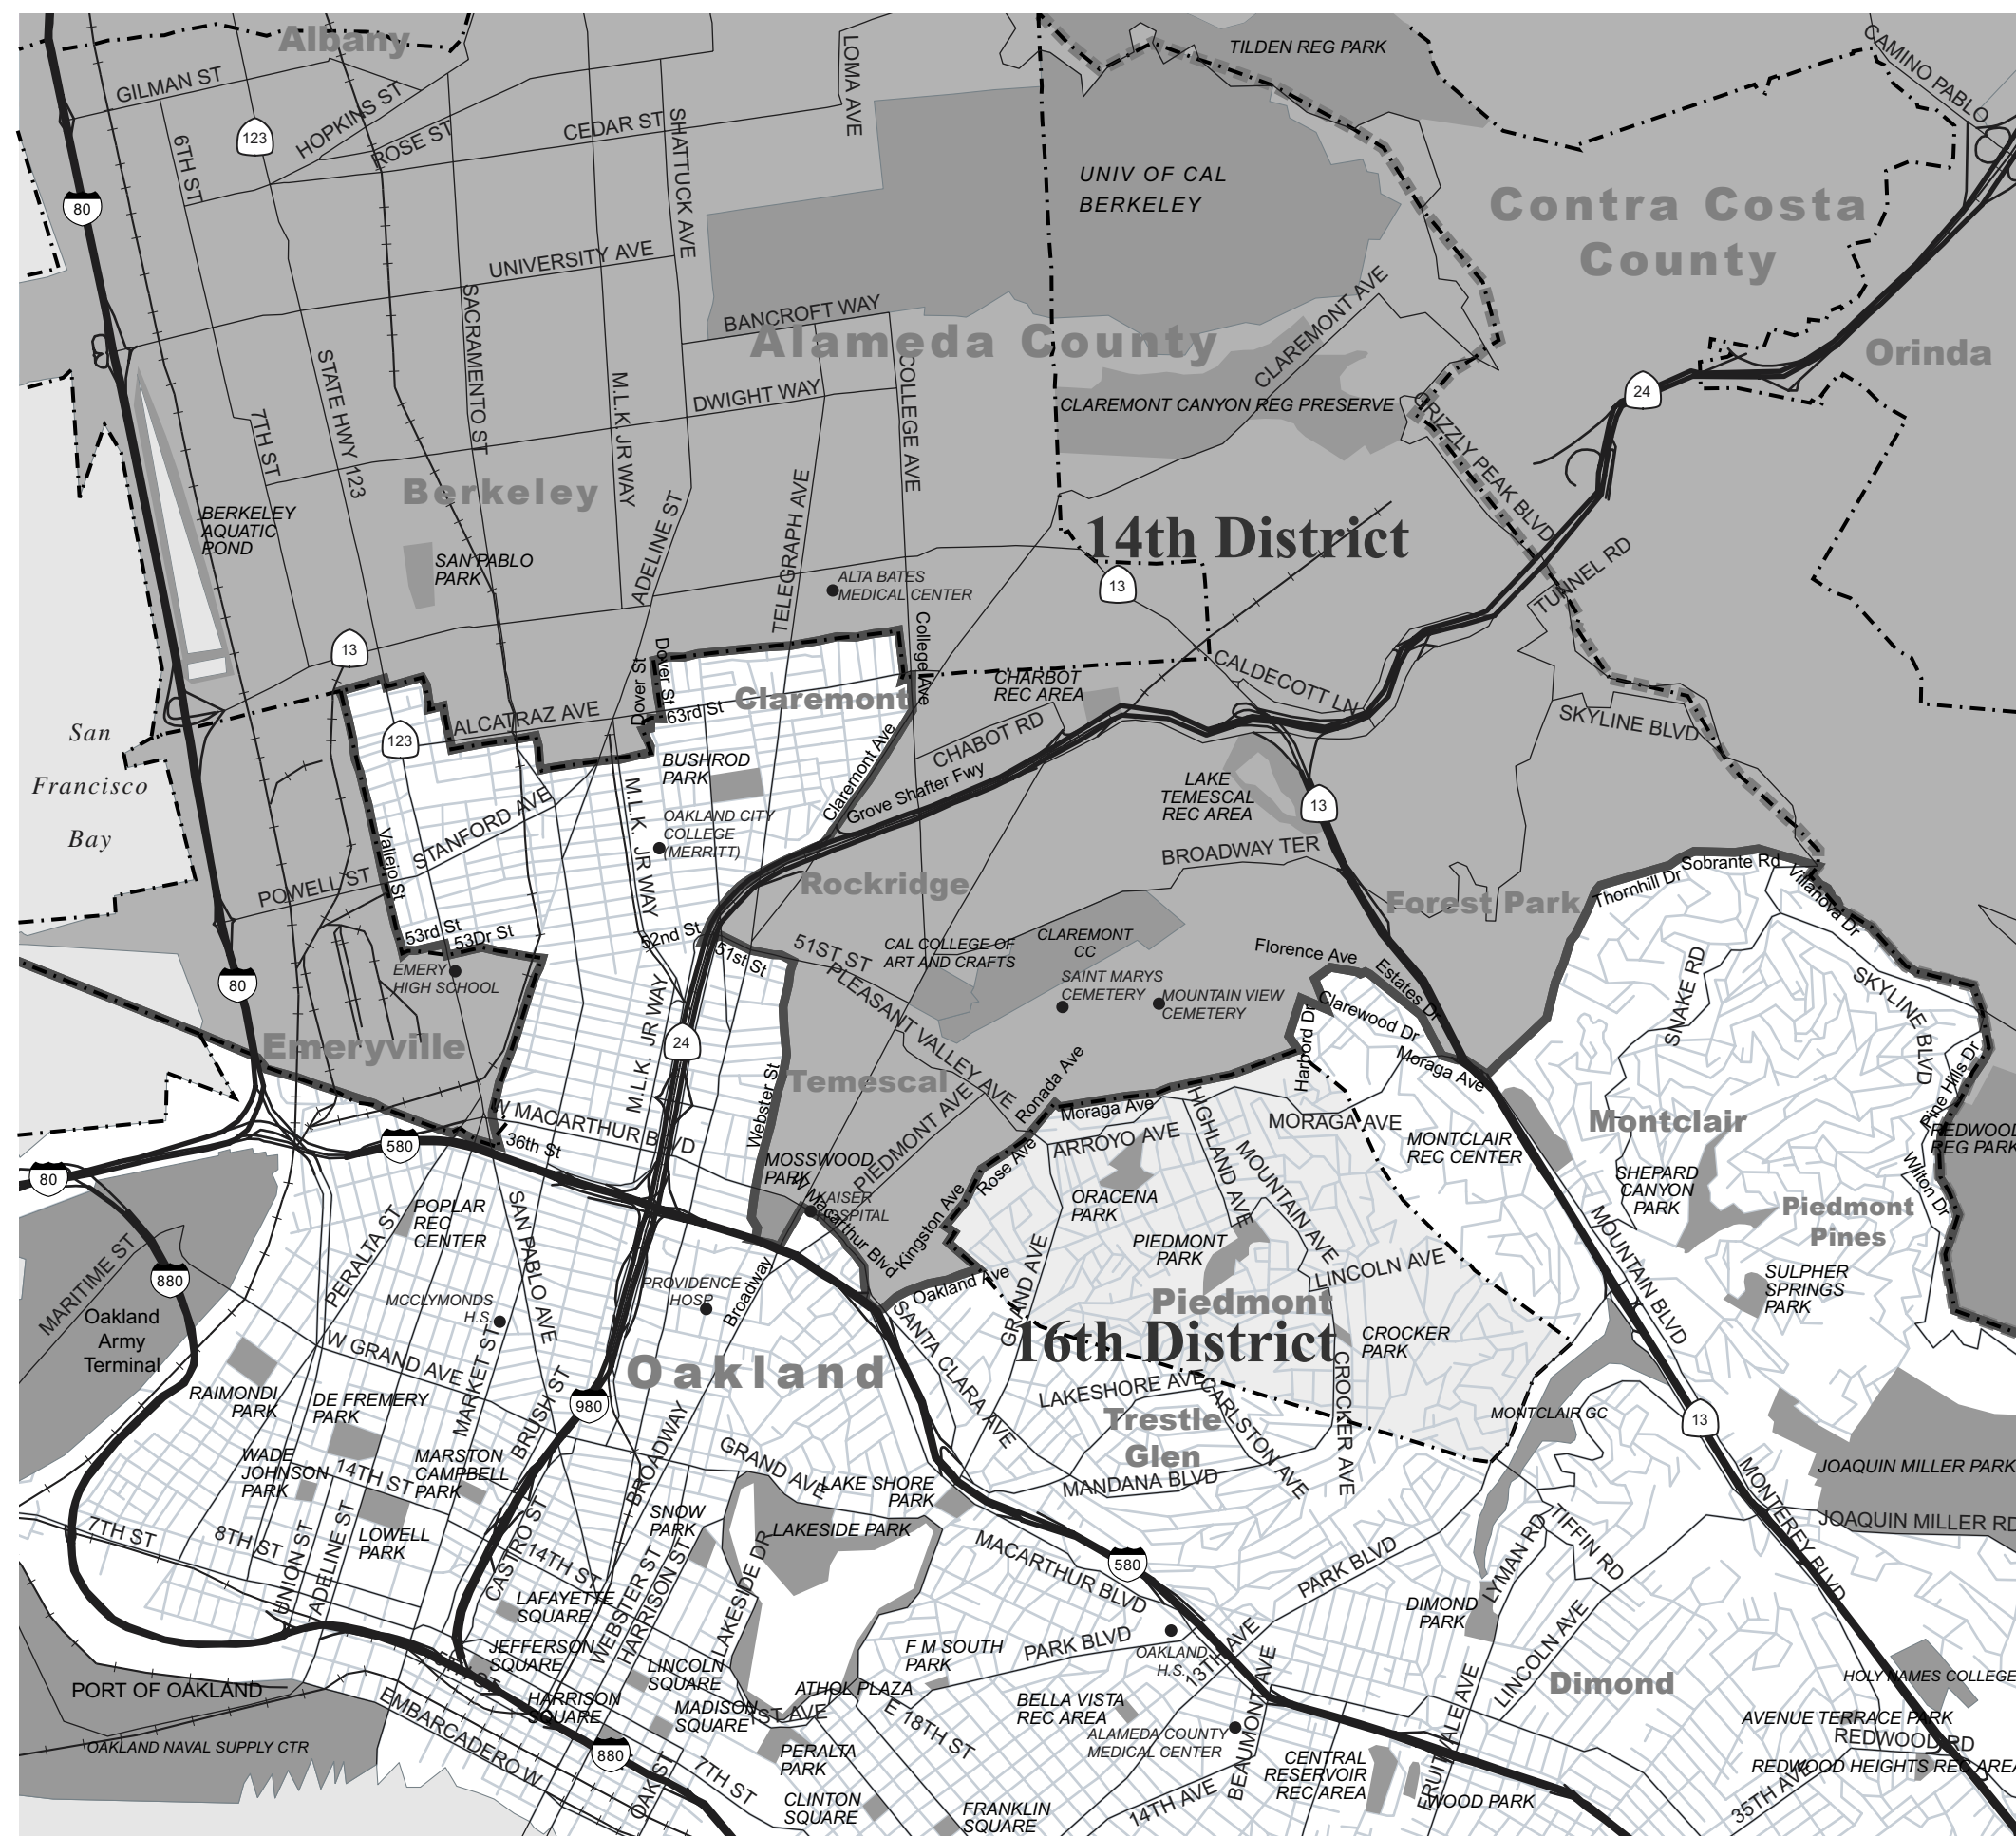 Albany
TILDEN REG PARK
CAMINO PABLO
GILMAN ST
LOMA AVE
123
HOPKINS ST
ROSE ST
CEDAR ST
SHATTUCK AVE
6TH ST
80
UNIV OF CAL
BERKELEY
Contra Costa
County
UNIVERSITY AVE
SACRAMENTO ST
BANCROFT WAY
Alameda County
CLAREMONT AVE
Orinda
STATE HWY 123
M.L.K. JR WAY
DWIGHT WAY
COLLEGE AVE
CLAREMONT CANYON REG PRESERVE
24
GRIZZLY PEAK BLVD
7TH ST
Berkeley
BERKELEY
AQUATIC
POND
SAN PABLO
PARK
ADELINE ST
TELEGRAPH AVE
14th District
TUNNEL RD
ALTA BATES
MEDICAL CENTER
13
13
Dover St
Dover St
College Ave
CALDECOTT LN
CHARBOT
REC AREA
Claremont
63rd St
ALCATRAZ AVE
123
SKYLINE BLVD
San
Francisco
Bay
CHABOT RD
Claremont Ave
Grove Shafter Fwy
BUSHROD
PARK
LAKE
TEMESCAL
REC AREA
13
M.L.K. JR WAY
OAKLAND CITY
COLLEGE
(MERRITT)
STANFORD AVE
Vallejo St
POWELL ST
BROADWAY TER
Rockridge
Forest Park
Thornhill Dr
Sobrante Rd
Villanova Dr
53rd St
53Dr St
52nd St
51st St
51ST ST
PLEASANT VALLEY AVE
CAL COLLEGE OF
ART AND CRAFTS
CLAREMONT
CC
Florence Ave
Estates Dr
EMERY
HIGH SCHOOL
80
SAINT MARYS
CEMETERY
MOUNTAIN VIEW
CEMETERY
Clarewood Dr
Harbord Dr
Moraga Ave
SNAKE RD
SKYLINE BLVD
Pine Hills Dr
Emeryville
M.L.K. JR WAY
24
Webster St
Temescal
PIEDMONT AVE
Ronada Ave
Moraga Ave
MORAGA AVE
Montclair
REDWOOD
REG PARK
W MACARTHUR BLVD
36th St
580
80
ARROYO AVE
HIGHLAND AVE
MOUNTAIN AVE
MONTCLAIR
REC CENTER
MOSSWOOD
PARK
KAISER
HOSPITAL
W Macarthur Blvd
Kingston Ave
Rose Ave
ORACENA
PARK
SHEPARD
CANYON
PARK
Wilton Dr
Piedmont
Pines
POPLAR
REC
CENTER
PERALTA ST
SAN PABLO AVE
MARITIME ST
880
Oakland
Army
Terminal
PIEDMONT
PARK
LINCOLN AVE
MOUNTAIN BLVD
SULPHER
SPRINGS
PARK
MCCLYMONDS
H.S.
PROVIDENCE
HOSP
Broadway
Oakland Ave
GRAND AVE
Piedmont
16th District
CROCKER
PARK
W GRAND AVE
MARKET ST
Oakland
SANTA CLARA AVE
LAKESHORE AVE
CARLSTON AVE
CROCKER AVE
RAIMONDI
PARK
DE FREMERY
PARK
BRUSH ST
980
BROADWAY
Trestle
Glen
MONTCLAIR GC
13
WADE
JOHNSON
PARK
14TH ST
MARSTON
CAMPBELL
PARK
GRAND AVE
LAKE SHORE
PARK
MANDANA BLVD
JOAQUIN MILLER PARK
MONTEREY BLVD
7TH ST
8TH ST
UNION ST
ADELINE ST
LOWELL
PARK
CASTRO ST
14TH ST
SNOW
PARK
LAKESIDE PARK
LAKESIDE DR
MACARTHUR BLVD
580
PARK BLVD
LYMAN RD
TIFFIN RD
JOAQUIN MILLER RD
LAFAYETTE
SQUARE
WEBSTER ST
HARRISON ST
DIMOND
PARK
LINCOLN AVE
JEFFERSON
SQUARE
LINCOLN
SQUARE
F M SOUTH
PARK
PARK BLVD
OAKLAND
H.S.
13TH AVE
PORT OF OAKLAND
EMBARCADERO W
HARRISON
SQUARE
MADISON
SQUARE
1ST AVE
ATHOL PLAZA
E 18TH ST
BELLA VISTA
REC AREA
BEAUMONT AVE
FRUITVALE AVE
Dimond
HOLY NAMES COLLEGE
OAKLAND NAVAL SUPPLY CTR
880
OAK ST
7TH ST
PERALTA
PARK
ALAMEDA COUNTY
MEDICAL CENTER
AVENUE TERRACE PARK
REDWOOD RD
REDWOOD HEIGHTS REC AREA
CLINTON
SQUARE
FRANKLIN
SQUARE
14TH AVE
CENTRAL
RESERVOIR
REC AREA
WOOD PARK
35TH AVE